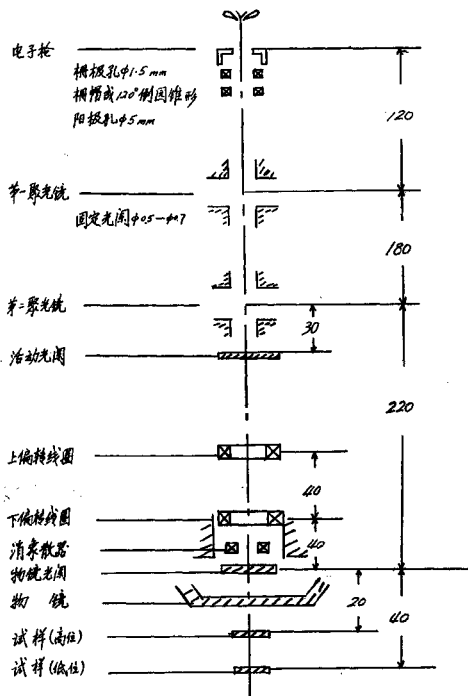 电子枪
栅极孔φ1.5mm
栅帽成120°倒圆锥形
阳极孔φ5mm
120
第一聚光镜
固定光阑φ0.5—φ0.7
180
第二聚光镜
30
活动光阑
220
上偏转线圈
40
下偏转线圈
消象散器
40
物镜光阑
物 镜
20
40
试样(高位)
试样(低位)